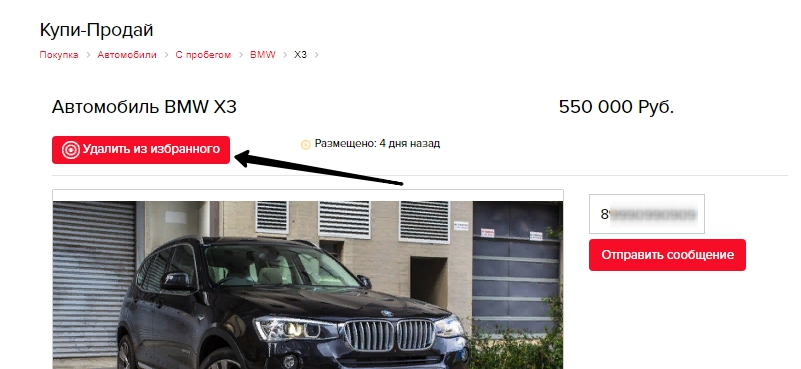 Купи-Продай
Покупка > Автомобили > С пробегом > BMW > X3 >
Автомобиль BMW X3
550 000 Руб.
Удалить из избранного
Размещено: 4 дня назад
Отправить сообщение